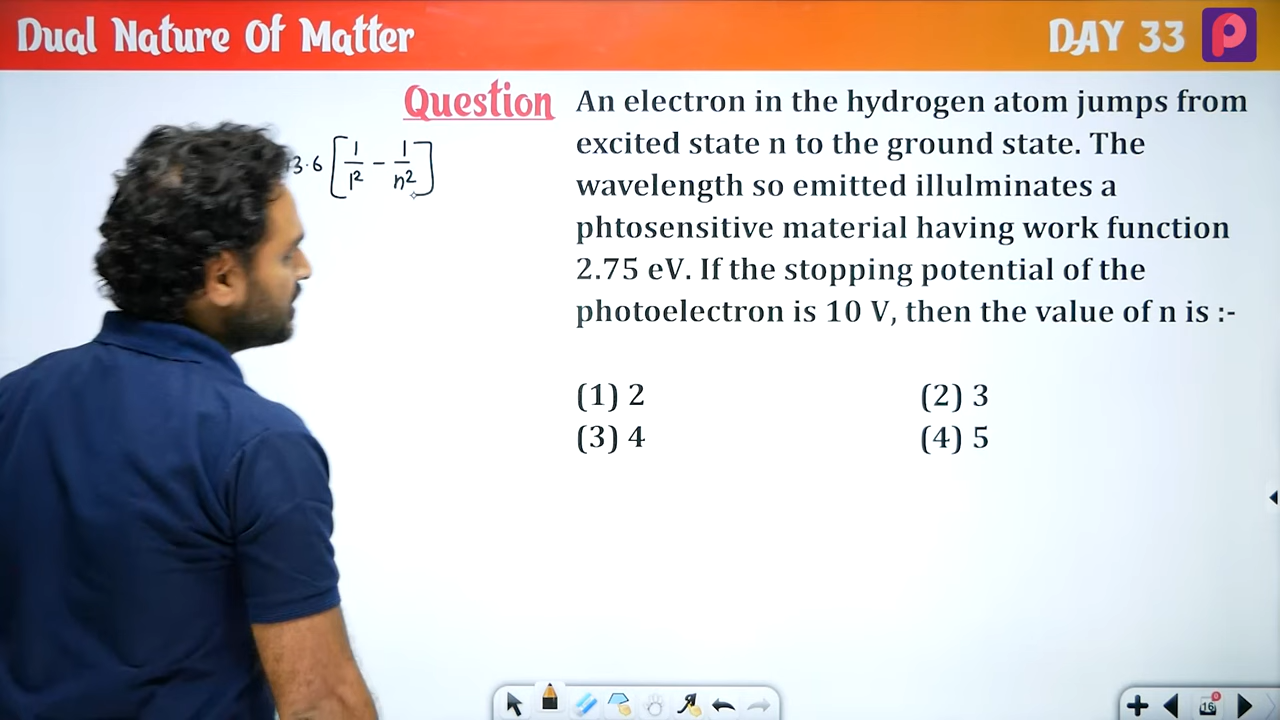 Dual Nature Of Matter
DAY 33
Question
An electron in the hydrogen atom jumps from
excited state n to the ground state. The
wavelength so emitted illulminates a
phtosensitive material having work function
2.75 eV. If the stopping potential of the
photoelectron is 10 V, then the value of n is :-
3.6 [1/1² - 1/n²]
(1) 2
(2) 3
(3) 4
(4) 5
16